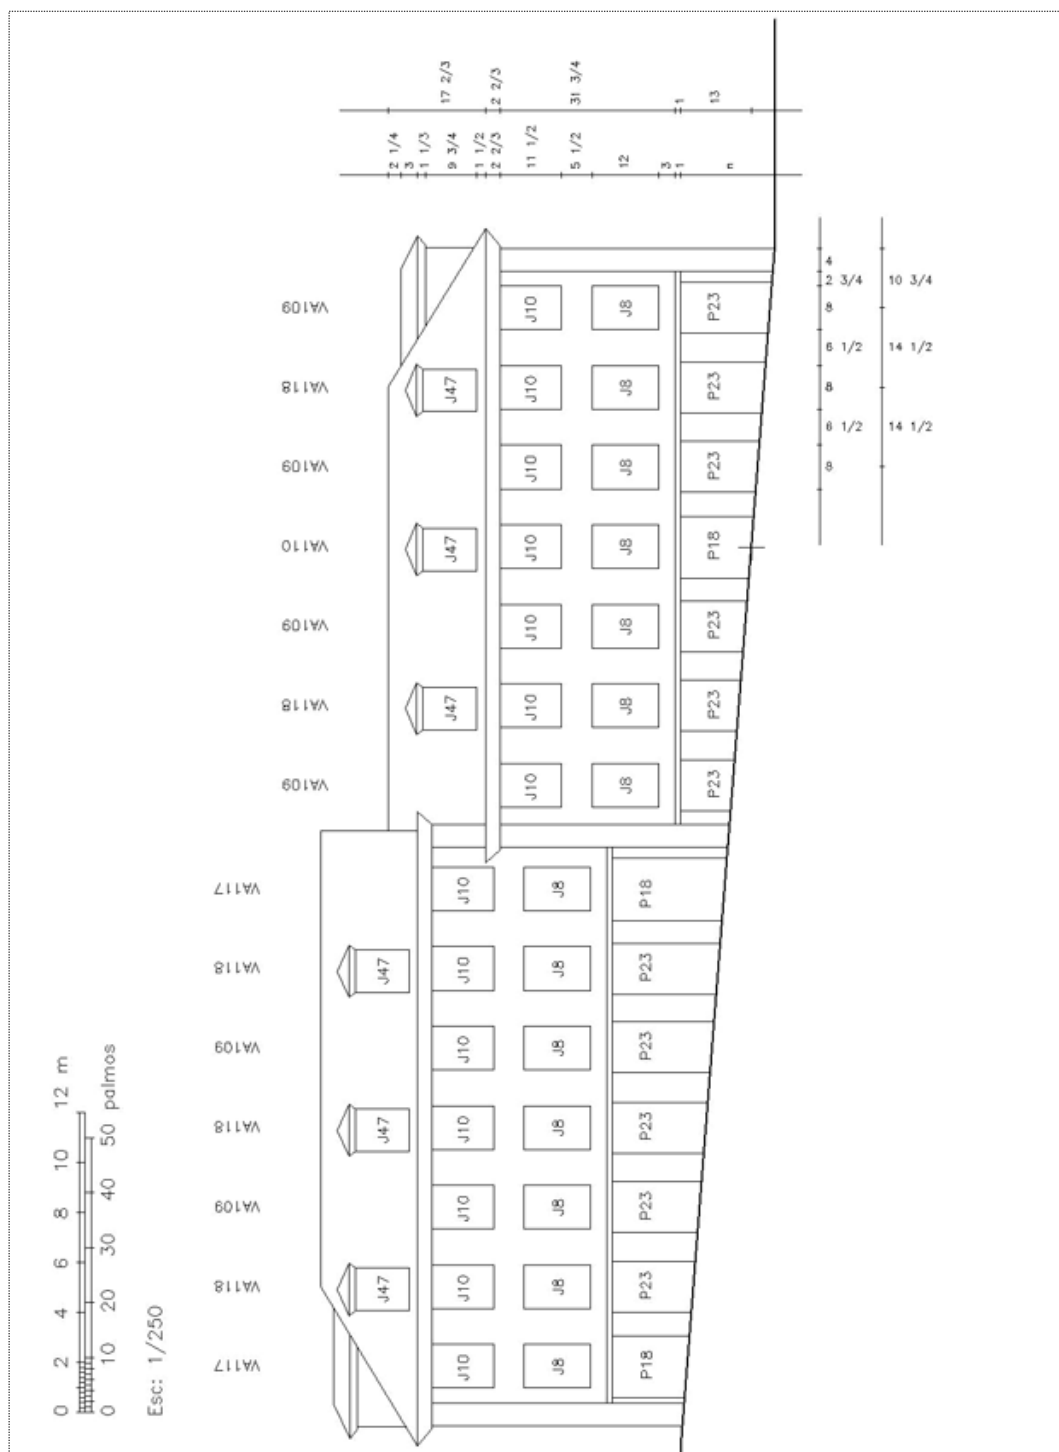 0 2 4 6 8 10 12 m
0 10 20 30 40 50 palmos
Esc: 1/250
VA117 VA118 VA109 VA118 VA109 VA118 VA117
VA109 VA118 VA109 VA110 VA109 VA118 VA109
J47 J47 J47
J10 J10 J10 J10 J10 J10 J10
J8 J8 J8 J8 J8 J8 J8
P18 P23 P23 P23 P23 P23 P18
J47 J47 J47
J10 J10 J10 J10 J10 J10 J10
J8 J8 J8 J8 J8 J8 J8
P23 P23 P23 P18 P23 P23 P23
2 1/4
3
1 1/3
9 3/4
1 1/2
2 2/3
11 1/2
5 1/2
12
3
1
n
17 2/3
2 2/3
31 3/4
1
13
4
2 3/4
8
6 1/2
8
6 1/2
8
10 3/4
14 1/2
14 1/2